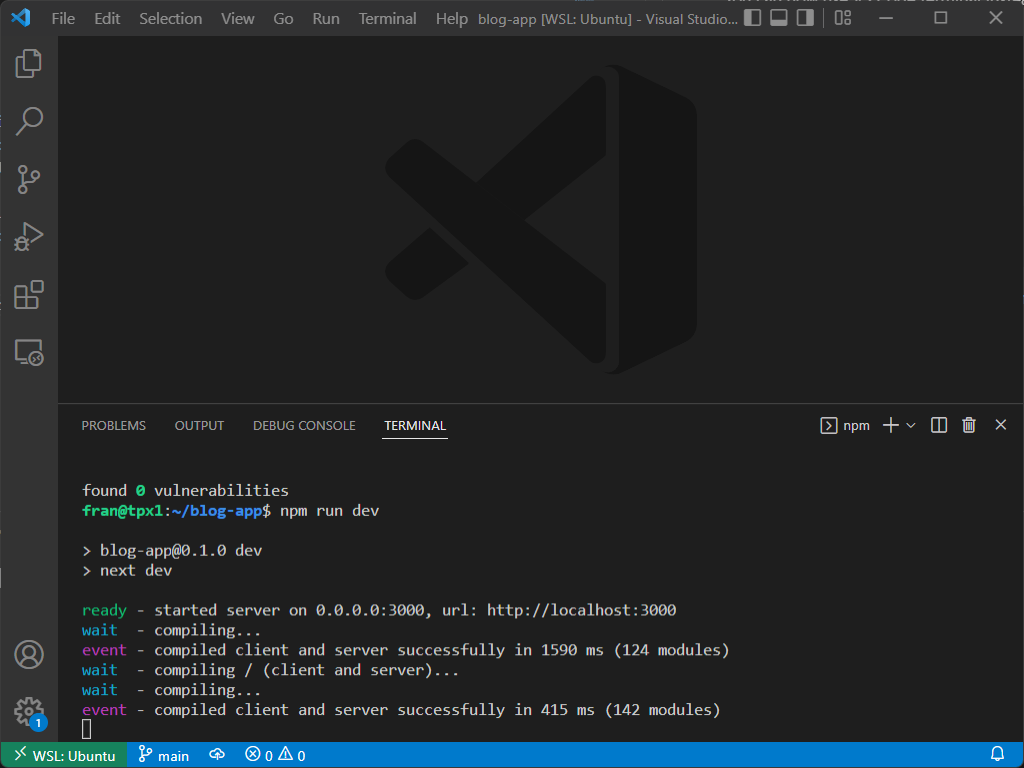 File Edit Selection View Go Run Terminal Help blog-app [WSL: Ubuntu] - Visual Studio...
PROBLEMS OUTPUT DEBUG CONSOLE TERMINAL npm
found 0 vulnerabilities
fran@tpx1:~/blog-app$ npm run dev
> blog-app@0.1.0 dev
> next dev
ready - started server on 0.0.0.0:3000, url: http://localhost:3000
wait - compiling...
event - compiled client and server successfully in 1590 ms (124 modules)
wait - compiling / (client and server)...
wait - compiling...
event - compiled client and server successfully in 415 ms (142 modules)
1
WSL: Ubuntu main 0 0